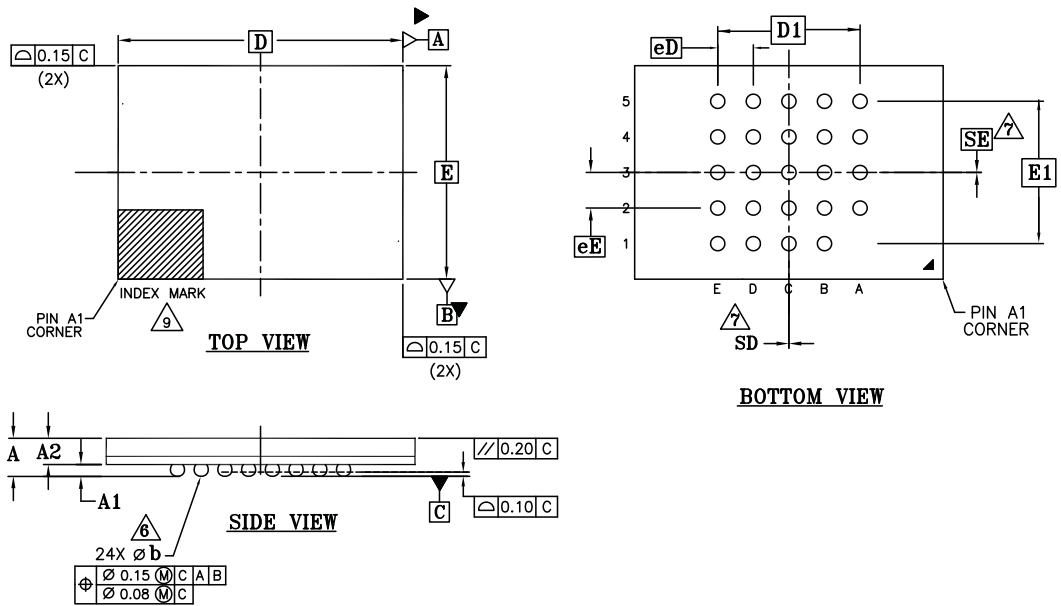 D
A
⌓ 0.15 C
(2X)
E
INDEX MARK
9
PIN A1
CORNER
B
TOP VIEW
⌓ 0.15 C
(2X)
D1
eD
5
4
3
2
1
7
SE
E1
eE
E D C B A
7
SD
PIN A1
CORNER
BOTTOM VIEW
A
A2
A1
// 0.20 C
C
⌓ 0.10 C
SIDE VIEW
6
24X Ø b
⌖ Ø 0.15 Ⓜ C A B
Ø 0.08 Ⓜ C